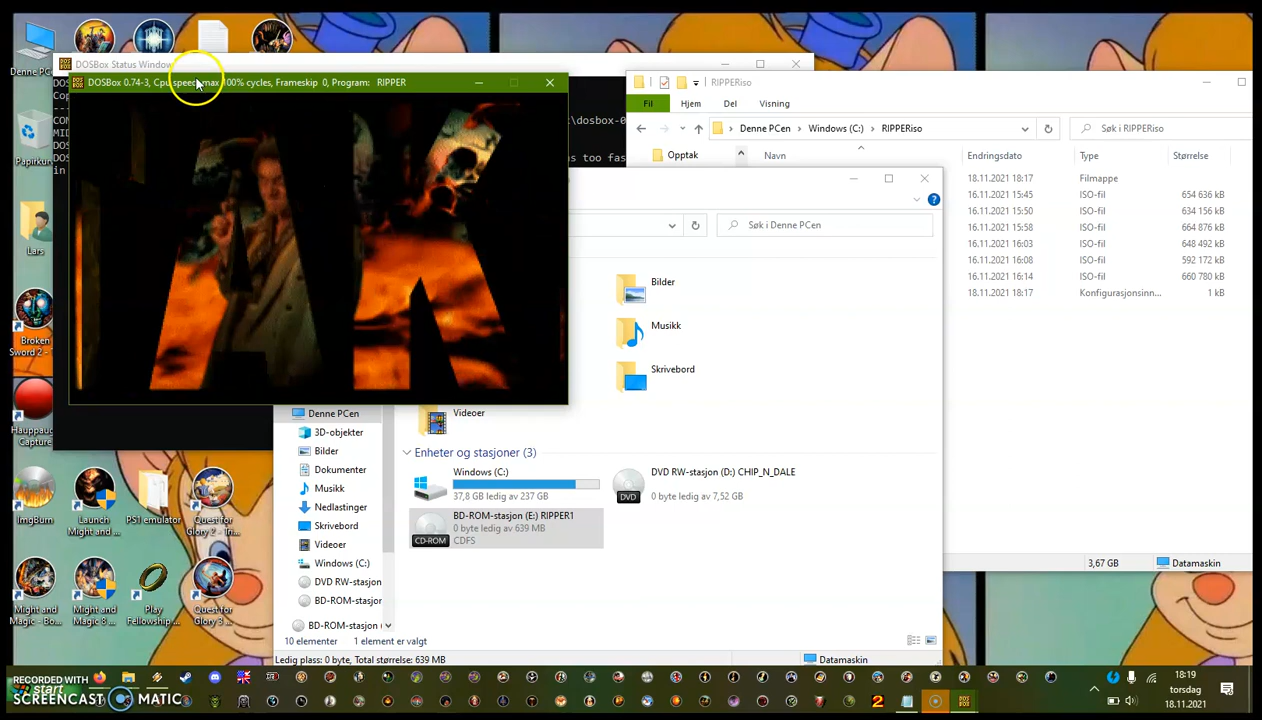 Denne PCen
DOSBox Status Window
DOSBox 0.74-3, Cpu speed: max 100% cycles, Frameskip 0, Program: RIPPER
RIPPERiso
Fil
Hjem
Del
Visning
Denne PCen > Windows (C:) > RIPPERiso
Søk i RIPPERiso
Opptak
Navn
Endringsdato
Type
Størrelse
18.11.2021 18:17 Filmappe
16.11.2021 15:45 ISO-fil 654 636 kB
16.11.2021 15:50 ISO-fil 634 156 kB
16.11.2021 15:58 ISO-fil 664 876 kB
16.11.2021 16:03 ISO-fil 648 492 kB
16.11.2021 16:08 ISO-fil 592 172 kB
16.11.2021 16:14 ISO-fil 660 780 kB
18.11.2021 18:17 Konfigurasjonsinn... 1 kB
3,67 GB
Datamaskin
Søk i Denne PCen
Bilder
Musikk
Skrivebord
Videoer
Enheter og stasjoner (3)
Windows (C:)
37,8 GB ledig av 237 GB
DVD RW-stasjon (D:) CHIP_N_DALE
0 byte ledig av 7,52 GB
DVD
BD-ROM-stasjon (E:) RIPPER1
0 byte ledig av 639 MB
CDFS
CD-ROM
Denne PCen
3D-objekter
Bilder
Dokumenter
Musikk
Nedlastinger
Skrivebord
Videoer
Windows (C:)
DVD RW-stasjon
BD-ROM-stasjon
BD-ROM-stasjon (
10 elementer
1 element er valgt
Ledig plass: 0 byte, Total størrelse: 639 MB
Datamaskin
Papirkurv
Lars
Broken
Sword 2 - T...
Hauppaug
Capture
ImgBurn
Launch
Might and ...
PS1 emulator
Quest for
Glory 2 - Tri...
Might and
Magic - Bo...
Might and
Magic 8 ...
Play
Fellowship ...
Quest for
Glory 3 ...
RECORDED WITH
SCREENCAST MATIC
start
18:19
torsdag
18.11.2021